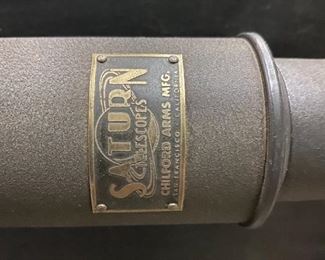 SATURN
TELESCOPES
CHILFORD ARMS MFG.
SAN FRANCISCO CALIFORNIA